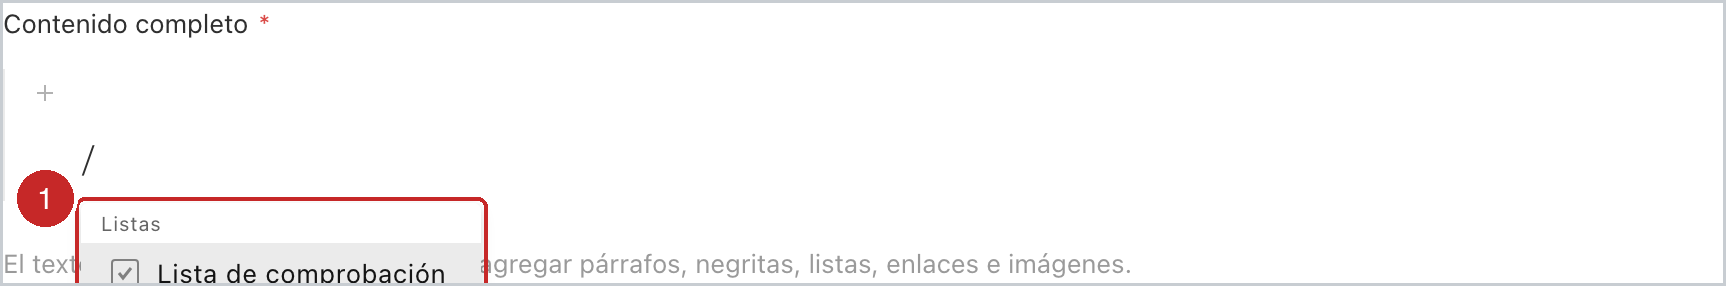 Contenido completo *
+
/
1
Listas
Lista de comprobación
El text agregar párrafos, negritas, listas, enlaces e imágenes.